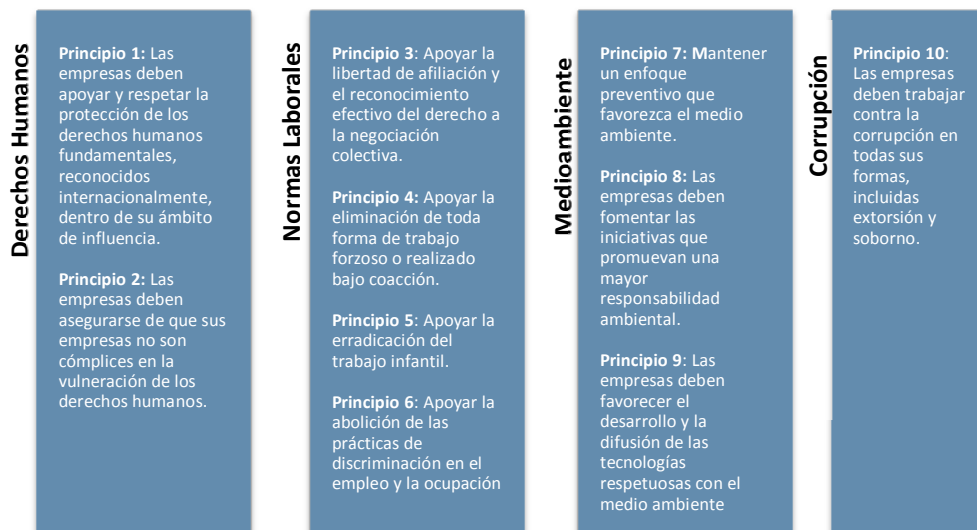 Derechos Humanos
Principio 1: Las
empresas deben
apoyar y respetar la
protección de los
derechos humanos
fundamentales,
reconocidos
internacionalmente,
dentro de su ámbito
de influencia.
Principio 2: Las
empresas deben
asegurarse de que sus
empresas no son
cómplices en la
vulneración de los
derechos humanos.
Normas Laborales
Principio 3: Apoyar la
libertad de afiliación y
el reconocimiento
efectivo del derecho a
la negociación
colectiva.
Principio 4: Apoyar la
eliminación de toda
forma de trabajo
forzoso o realizado
bajo coacción.
Principio 5: Apoyar la
erradicación del
trabajo infantil.
Principio 6: Apoyar la
abolición de las
prácticas de
discriminación en el
empleo y la ocupación
Medioambiente
Principio 7: Mantener
un enfoque
preventivo que
favorezca el medio
ambiente.
Principio 8: Las
empresas deben
fomentar las
iniciativas que
promuevan una
mayor
responsabilidad
ambiental.
Principio 9: Las
empresas deben
favorecer el
desarrollo y la
difusión de las
tecnologías
respetuosas con el
medio ambiente
Corrupción
Principio 10:
Las empresas
deben trabajar
contra la
corrupción en
todas sus
formas,
incluidas
extorsión y
soborno.